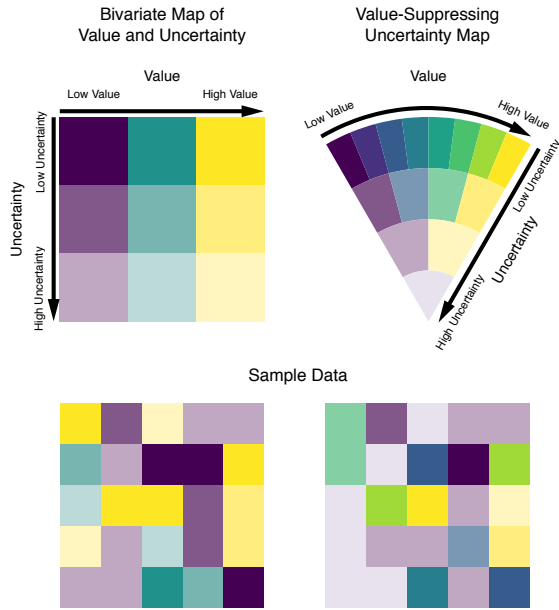 Bivariate Map of
Value and Uncertainty
Value
Low Value
High Value
Uncertainty
Low Uncertainty
High Uncertainty
Value-Suppressing
Uncertainty Map
Value
Low Value
High Value
Low Uncertainty
Uncertainty
High Uncertainty
Sample Data